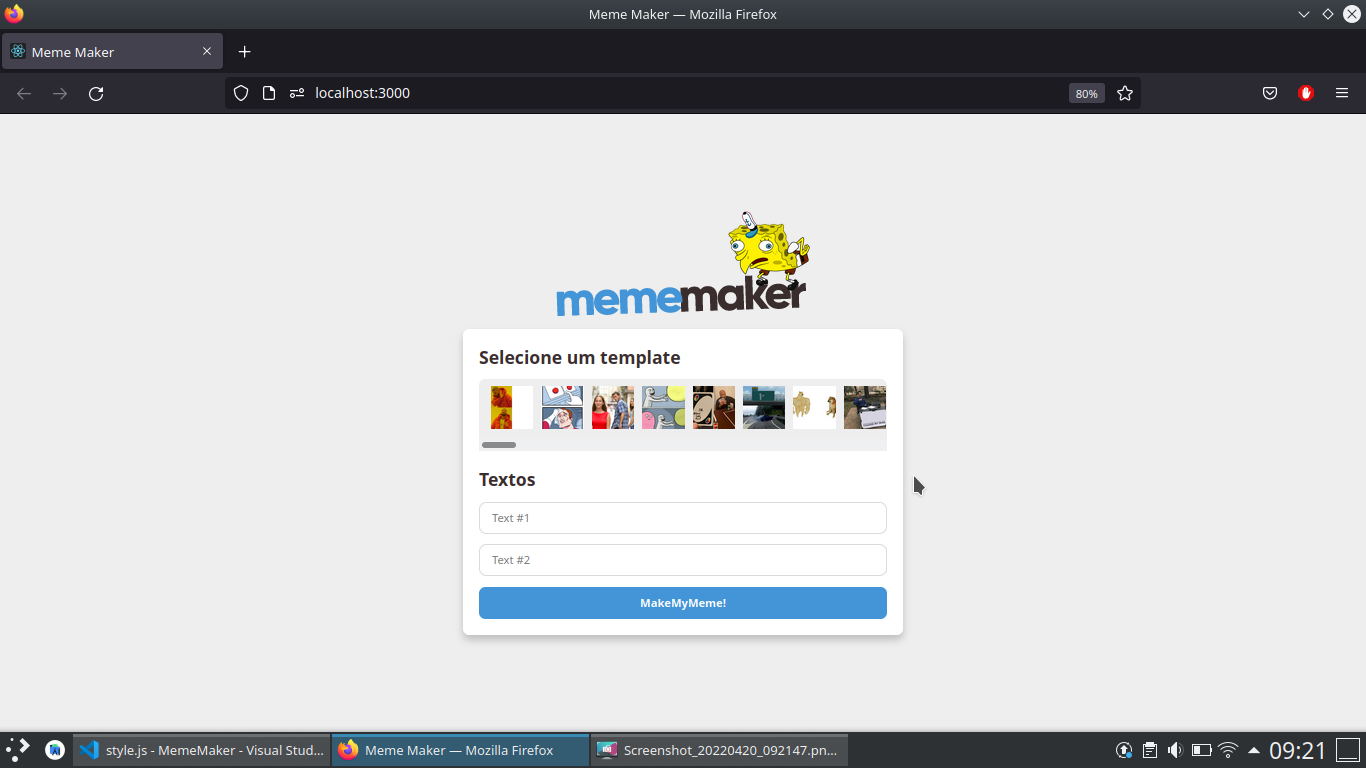 Meme Maker — Mozilla Firefox
Meme Maker
localhost:3000
80%
mememaker
Selecione um template
Textos
Text #1
Text #2
MakeMyMeme!
style.js - MemeMaker - Visual Stud...
Meme Maker — Mozilla Firefox
Screenshot_20220420_092147.pn...
09:21